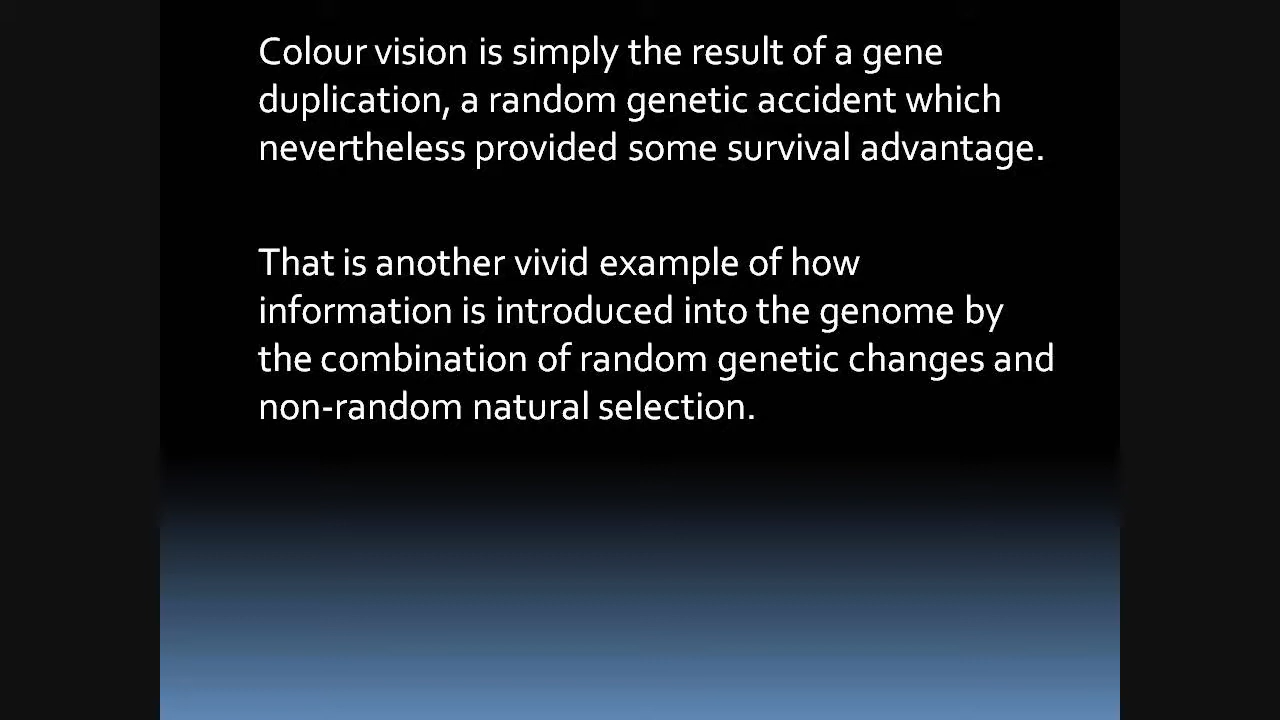 Colour vision is simply the result of a gene
duplication, a random genetic accident which
nevertheless provided some survival advantage.
That is another vivid example of how
information is introduced into the genome by
the combination of random genetic changes and
non-random natural selection.